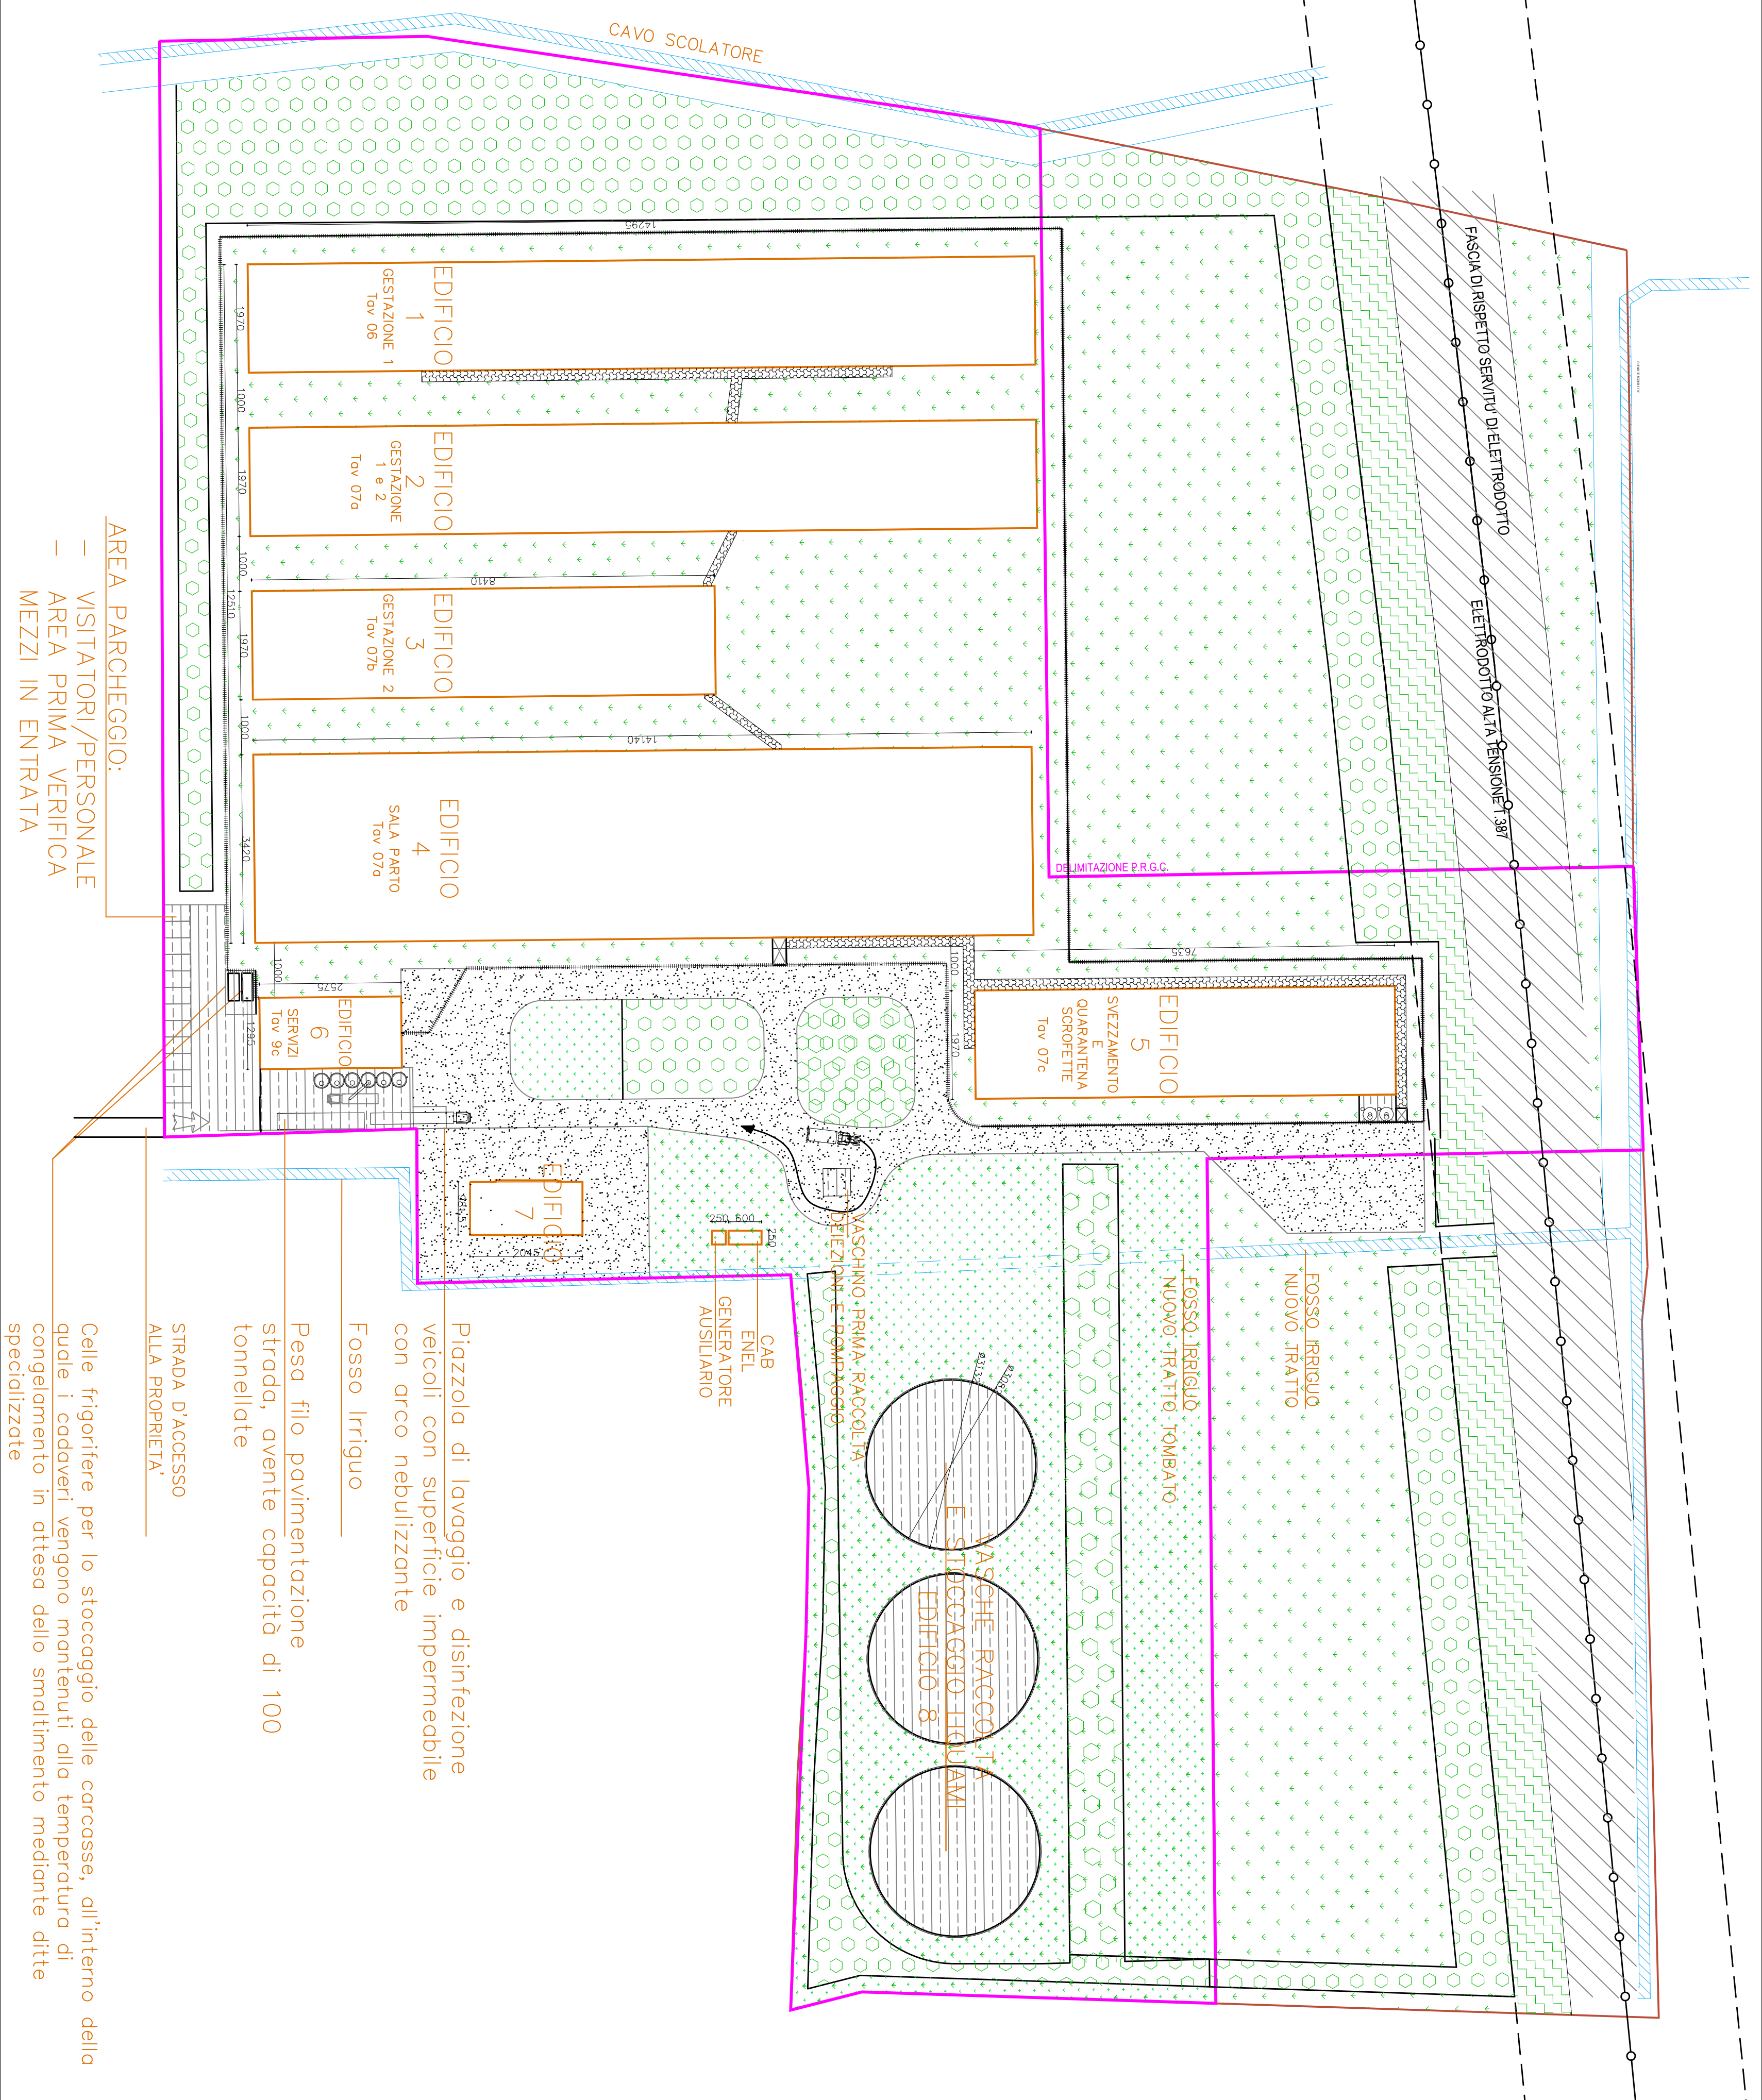 CAVO SCOLATORE
FASCIA DI RISPETTO SERVITU' DI ELETTRODOTTO
ELETTRODOTTO ALTA TENSIONE T.387
DELIMITAZIONE P.R.G.C.
14295
EDIFICIO
1
GESTAZIONE 1
Tav 06
1970
1000
EDIFICIO
2
GESTAZIONE
1 e 2
Tav 07a
1970
1000
8410
12510
EDIFICIO
3
GESTAZIONE 2
Tav 07b
1970
1000
14140
EDIFICIO
4
SALA PARTO
Tav 07a
3420
1000
2575
7635
1000
1970
EDIFICIO
5
SVEZZAMENTO
E
QUARANTENA
SCROFETTE
Tav 07c
EDIFICIO
6
SERVIZI
Tav 9c
1295
EDIFICIO
7
2045
250
600
250
VASCHINO PRIMA RACCOLTA
DEIEZIONI E POMPAGGIO
CAB
ENEL
GENERATORE
AUSILIARIO
FOSSO IRRIGUO
NUOVO TRATTO
FOSSO IRRIGUO
NUOVO TRATTO TOMBATO
VASCHE RACCOLTA
E STOCCAGGIO LIQUAMI
EDIFICIO 8
AREA PARCHEGGIO:
– VISITATORI/PERSONALE
– AREA PRIMA VERIFICA
MEZZI IN ENTRATA
Piazzola di lavaggio e disinfezione
veicoli con superficie impermeabile
con arco nebulizzante
Fosso Irriguo
Pesa filo pavimentazione
strada, avente capacità di 100
tonnellate
STRADA D'ACCESSO
ALLA PROPRIETA'
Celle frigorifere per lo stoccaggio delle carcasse, all'interno della
quale i cadaveri vengono mantenuti alla temperatura di
congelamento in attesa dello smaltimento mediante ditte
specializzate